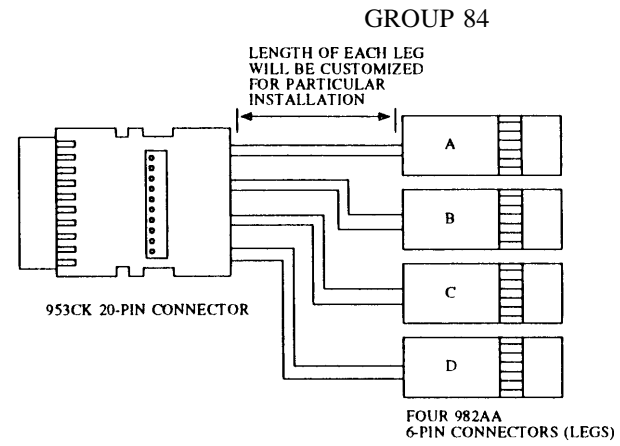 GROUP 84
LENGTH OF EACH LEG
WILL BE CUSTOMIZED
FOR PARTICULAR
INSTALLATION
A
B
C
D
953CK 20-PIN CONNECTOR
FOUR 982AA
6-PIN CONNECTORS (LEGS)